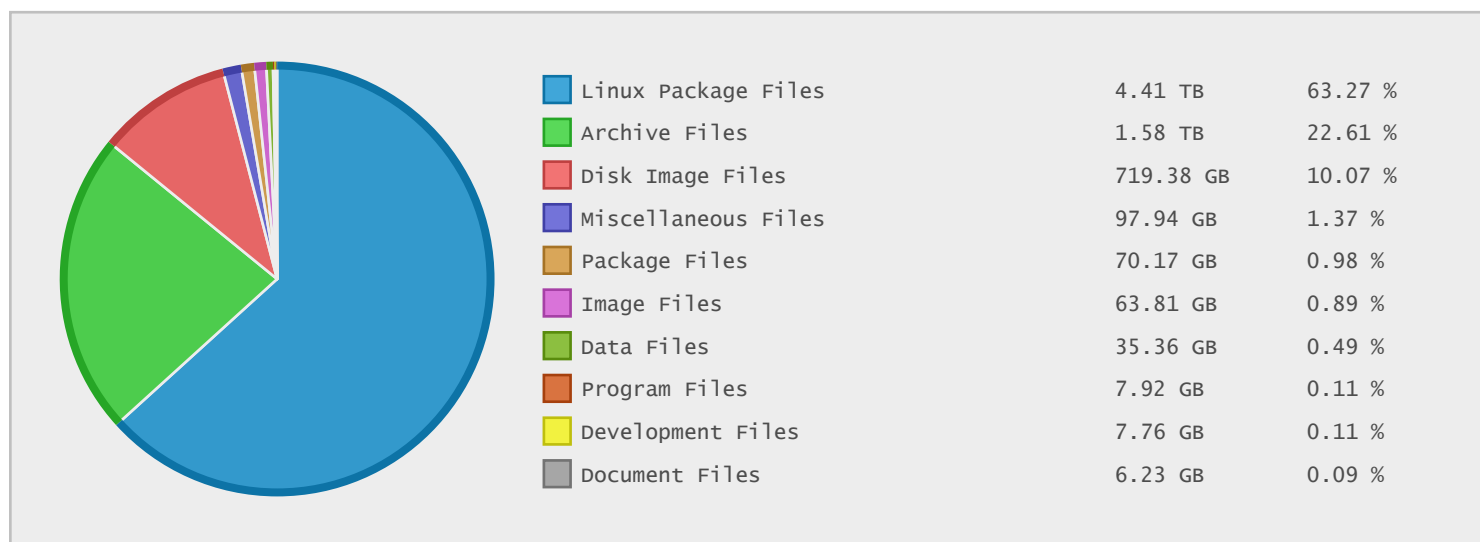 Linux Package Files 4.41 TB 63.27 %
Archive Files 1.58 TB 22.61 %
Disk Image Files 719.38 GB 10.07 %
Miscellaneous Files 97.94 GB 1.37 %
Package Files 70.17 GB 0.98 %
Image Files 63.81 GB 0.89 %
Data Files 35.36 GB 0.49 %
Program Files 7.92 GB 0.11 %
Development Files 7.76 GB 0.11 %
Document Files 6.23 GB 0.09 %